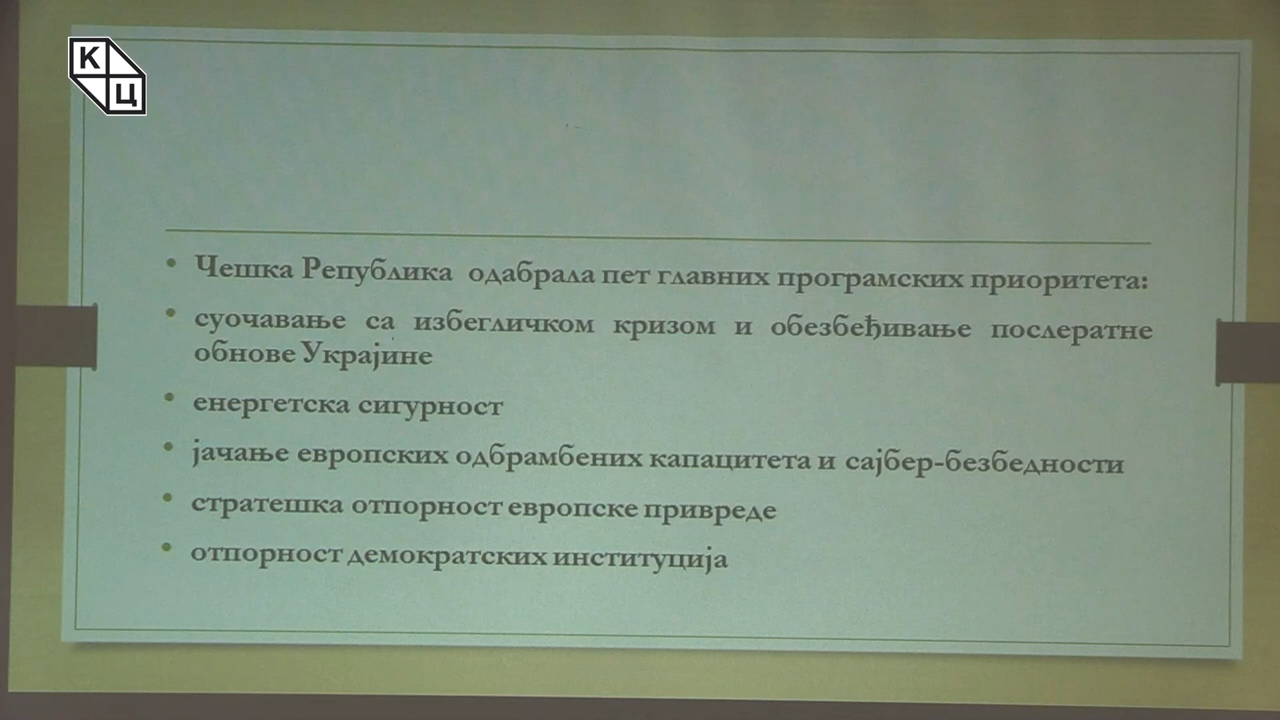 К
Ц
• Чешка Република одабрала пет главних програмских приоритета:
• суочавање са избегличком кризом и обезбеђивање послератне
обнове Украјине
• енергетска сигурност
• јачање европских одбрамбених капацитета и сајбер-безбедности
• стратешка отпорност европске привреде
• отпорност демократских институција